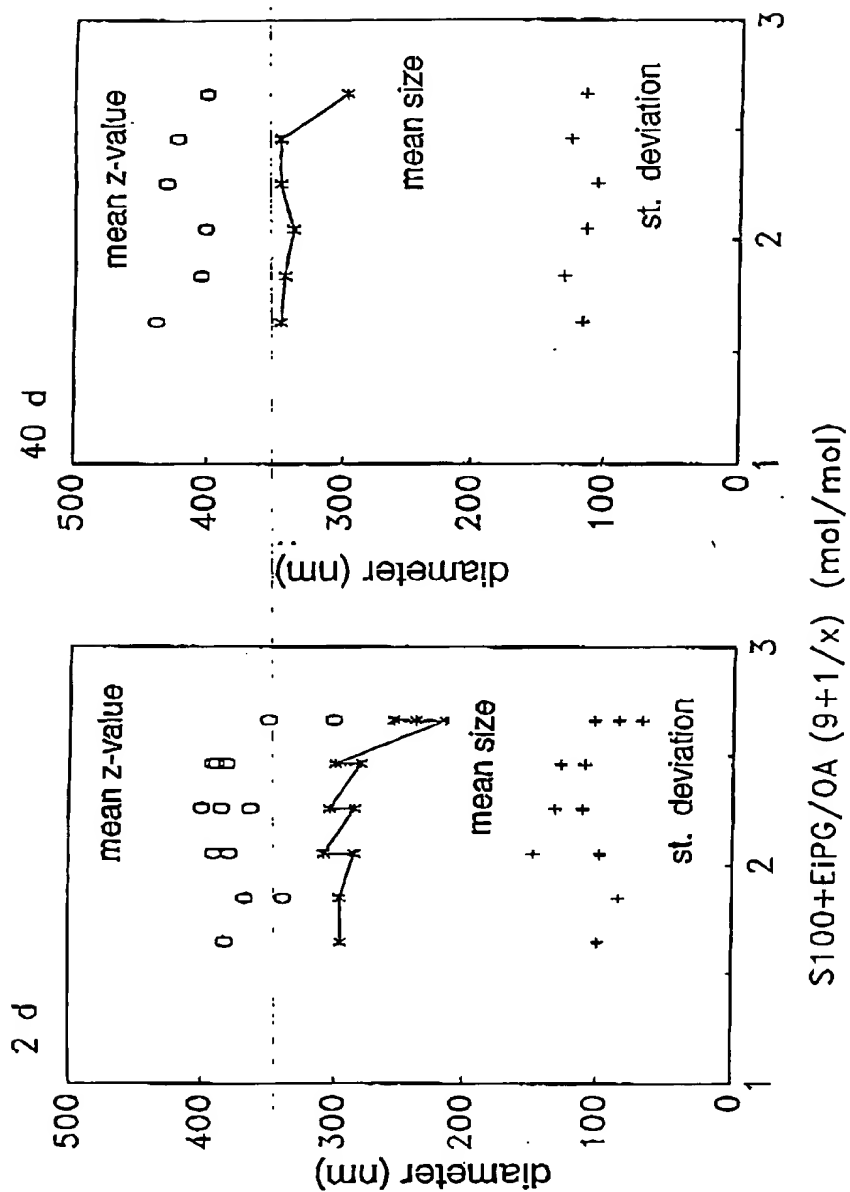 2 d
diameter (nm)
500
400
300
200
100
0
mean z-value
mean size
st. deviation
1
2
3
40 d
diameter (nm)
500
400
300
200
100
0
mean z-value
mean size
st. deviation
1
2
3
S100+EiPG/OA (9+1/x) (mol/mol)